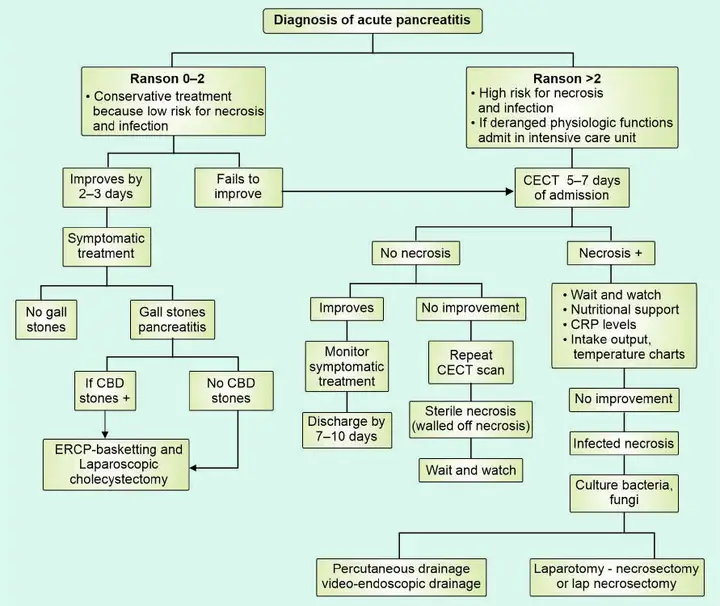 Diagnosis of acute pancreatitis
Ranson 0–2
• Conservative treatment
because low risk for necrosis
and infection
Ranson >2
• High risk for necrosis
and infection
• If deranged physiologic functions
admit in intensive care unit
Improves by
2–3 days
Fails to
improve
CECT 5–7 days
of admission
Symptomatic
treatment
No necrosis
Necrosis +
No gall
stones
Gall stones
pancreatitis
Improves
No improvement
• Wait and watch
• Nutritional support
• CRP levels
• Intake output,
temperature charts
If CBD
stones +
No CBD
stones
Monitor
symptomatic
treatment
Repeat
CECT scan
No improvement
Discharge by
7–10 days
Sterile necrosis
(walled off necrosis)
Infected necrosis
ERCP-basketting and
Laparoscopic
cholecystectomy
Wait and watch
Culture bacteria,
fungi
Percutaneous drainage
video-endoscopic drainage
Laparotomy - necrosectomy
or lap necrosectomy